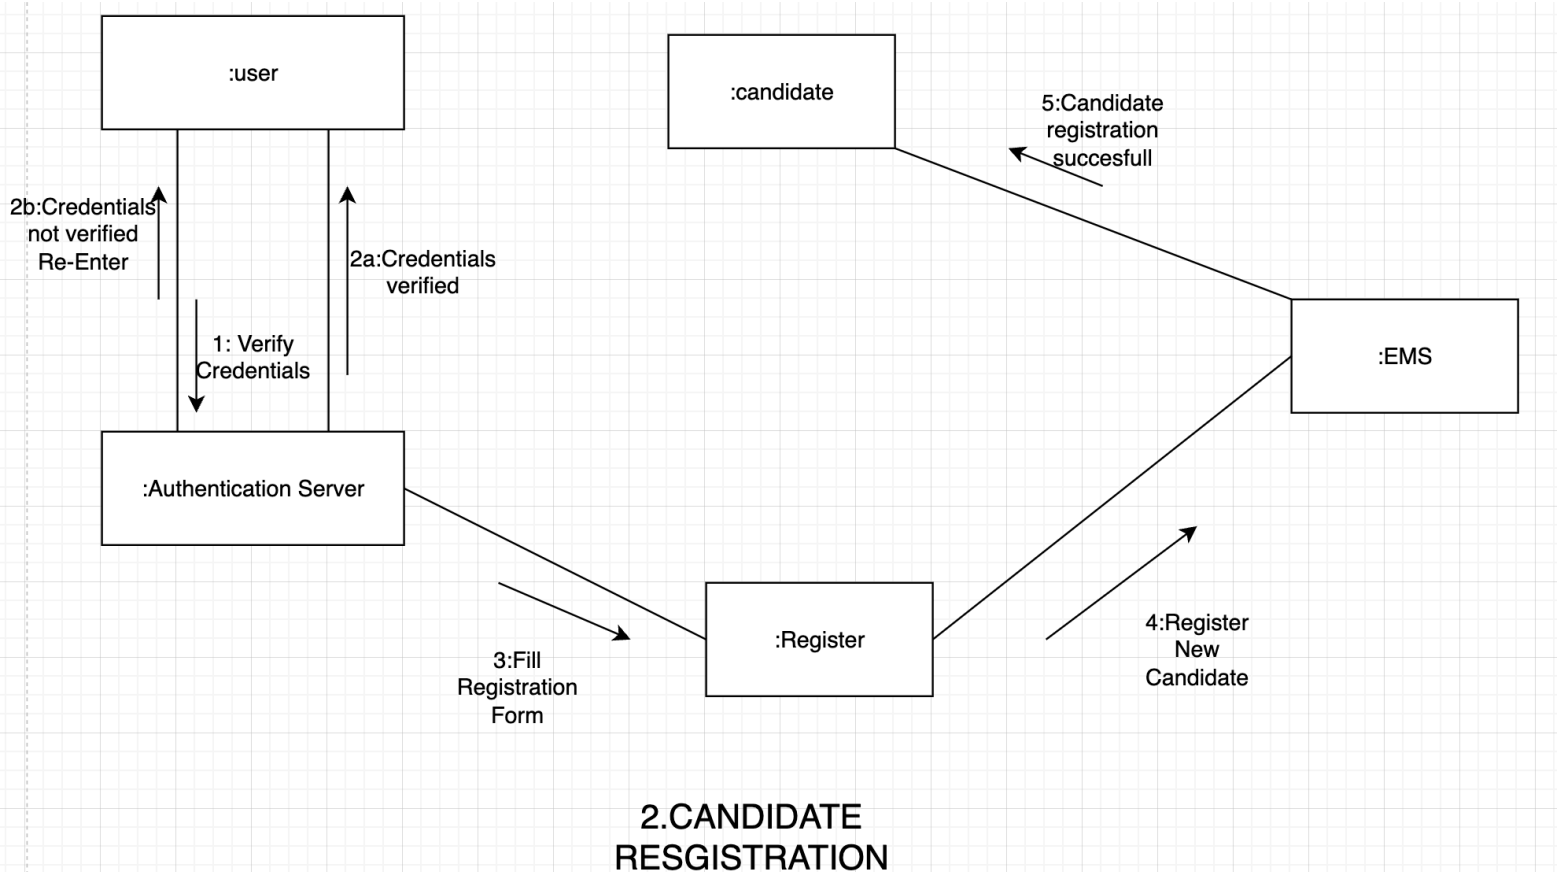 :user
:candidate
5:Candidate
registration
succesfull
2b:Credentials
not verified
Re-Enter
2a:Credentials
verified
1: Verify
Credentials
:EMS
:Authentication Server
:Register
3:Fill
Registration
Form
4:Register
New
Candidate
2.CANDIDATE
RESGISTRATION